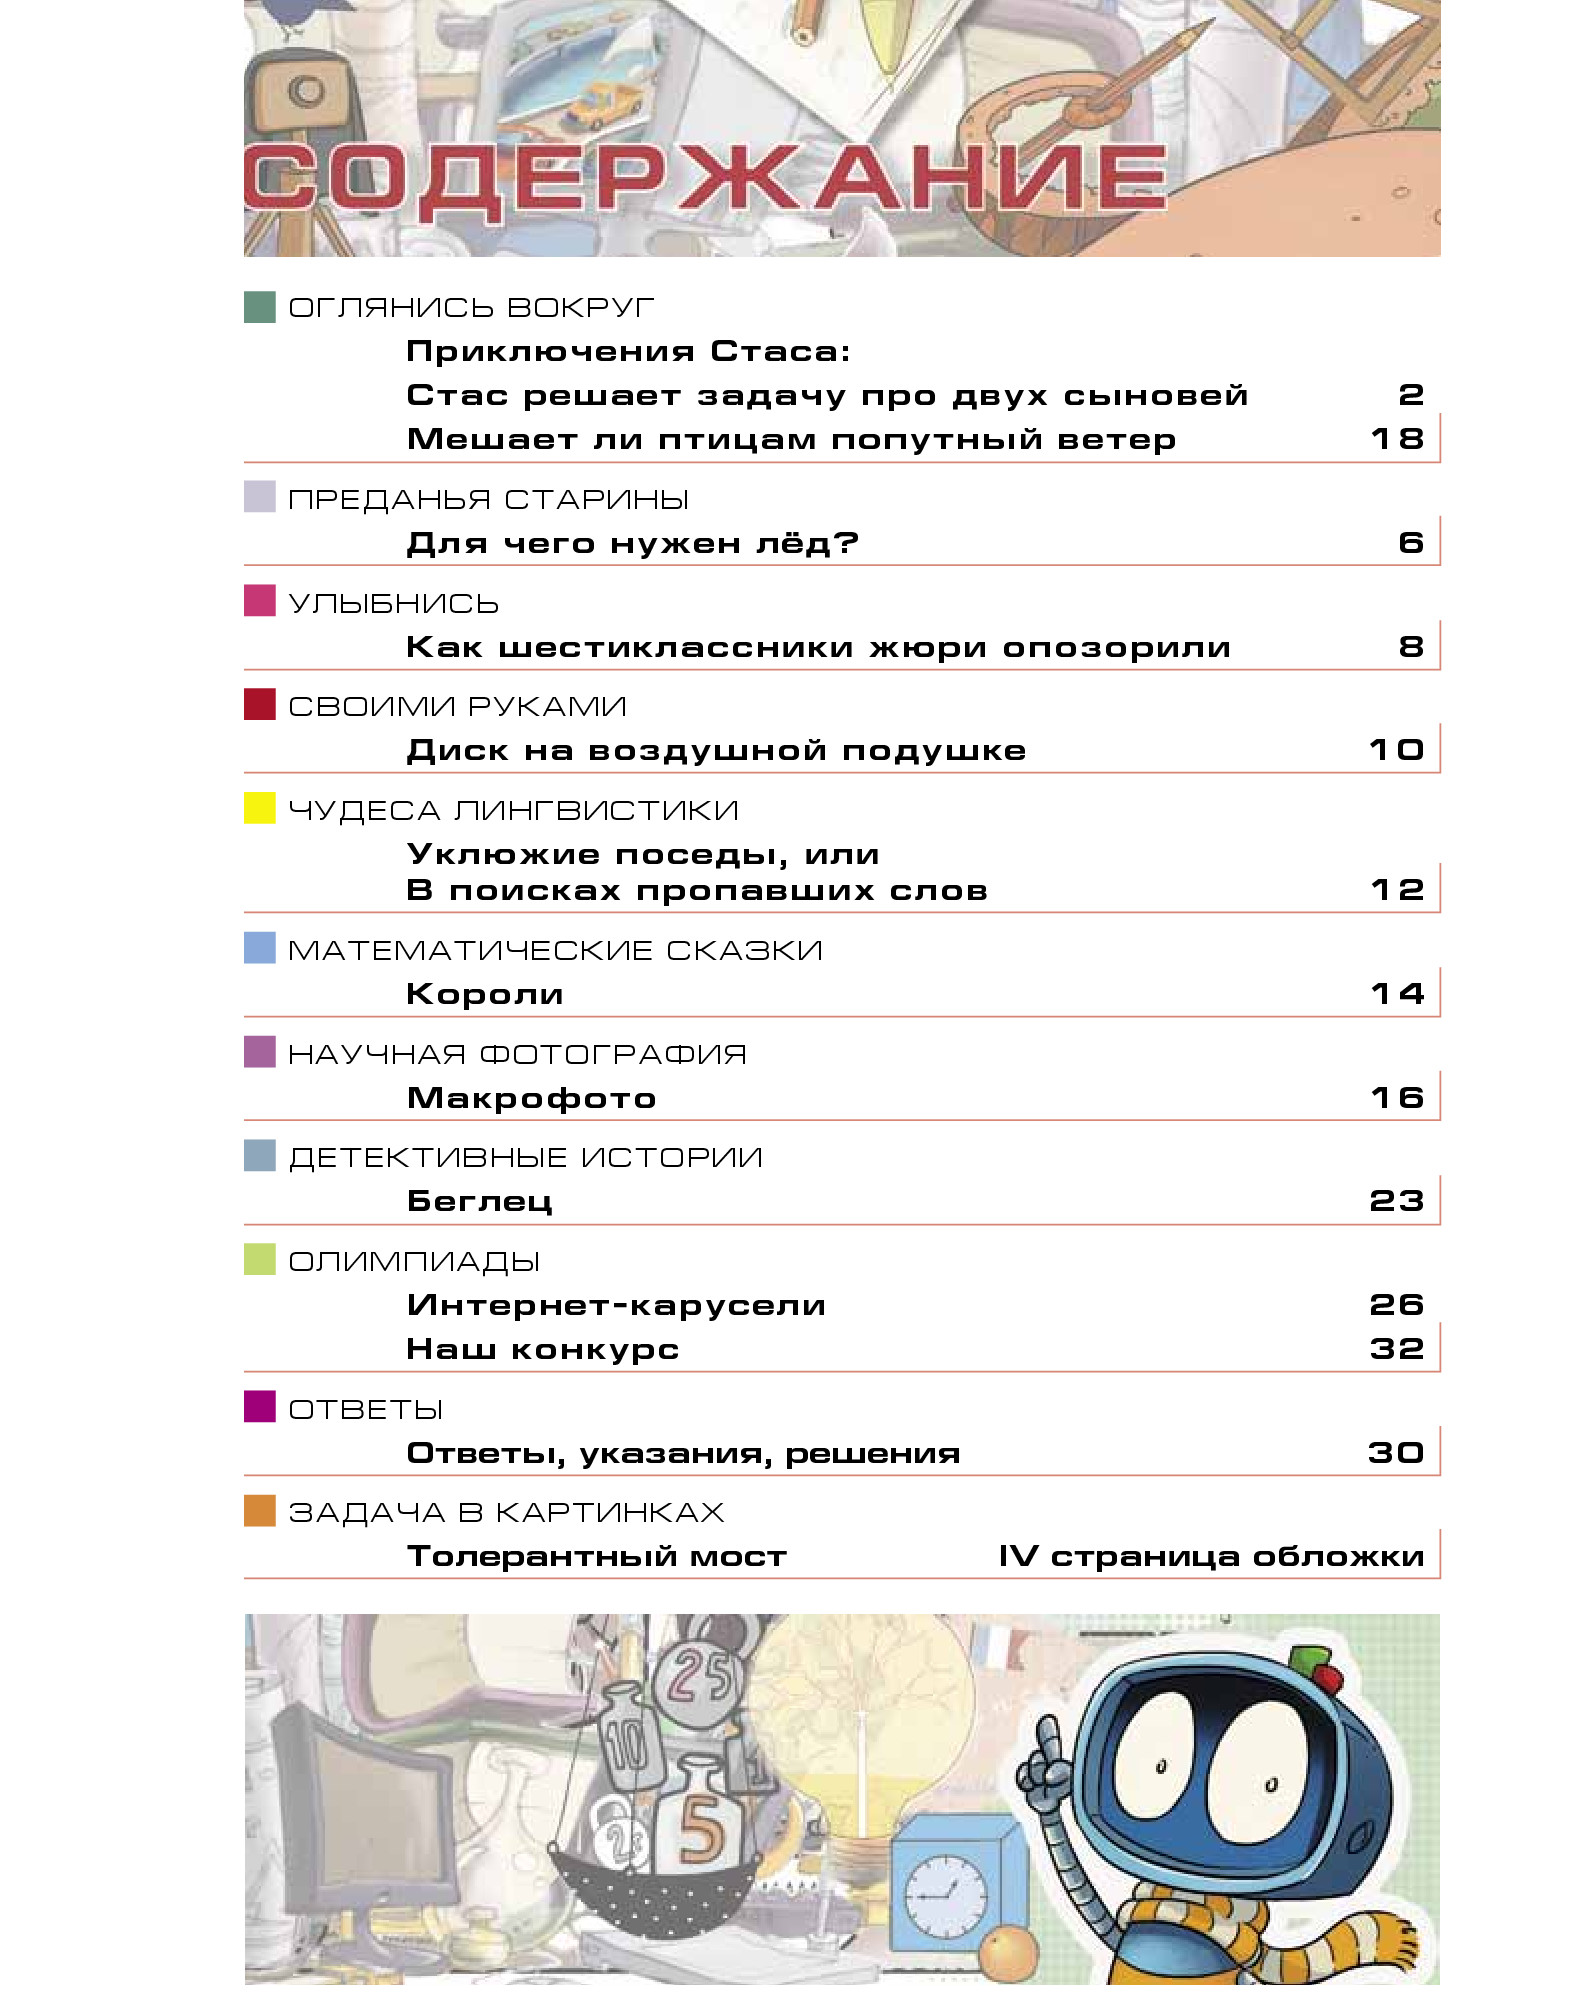 СОДЕРЖАНИЕ
ОГЛЯНИСЬ ВОКРУГ
Приключения Стаса:
Стас решает задачу про двух сыновей 2
Мешает ли птицам попутный ветер 18
ПРЕДАНЬЯ СТАРИНЫ
Для чего нужен лёд? 6
УЛЫБНИСЬ
Как шестиклассники жюри опозорили 8
СВОИМИ РУКАМИ
Диск на воздушной подушке 10
ЧУДЕСА ЛИНГВИСТИКИ
Уклюжие поседы, или
В поисках пропавших слов 12
МАТЕМАТИЧЕСКИЕ СКАЗКИ
Короли 14
НАУЧНАЯ ФОТОГРАФИЯ
Макрофото 16
ДЕТЕКТИВНЫЕ ИСТОРИИ
Беглец 23
ОЛИМПИАДЫ
Интернет-карусели 26
Наш конкурс 32
ОТВЕТЫ
Ответы, указания, решения 30
ЗАДАЧА В КАРТИНКАХ
Толерантный мост IV страница обложки
25
10
1
5
23